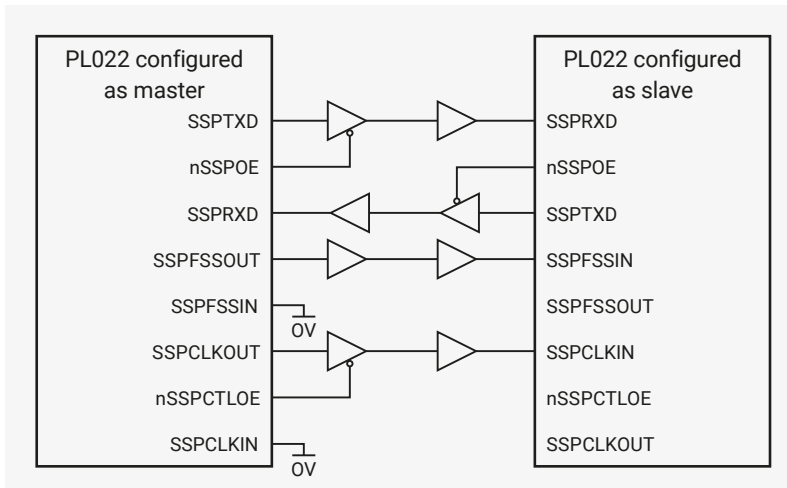 PL022 configured
as master
SSPTXD
nSSPOE
SSPRXD
SSPFSSOUT
SSPFSSIN
0V
SSPCLKOUT
nSSPCTLOE
SSPCLKIN
0V
PL022 configured
as slave
SSPRXD
nSSPOE
SSPTXD
SSPFSSIN
SSPFSSOUT
SSPCLKIN
nSSPCTLOE
SSPCLKOUT